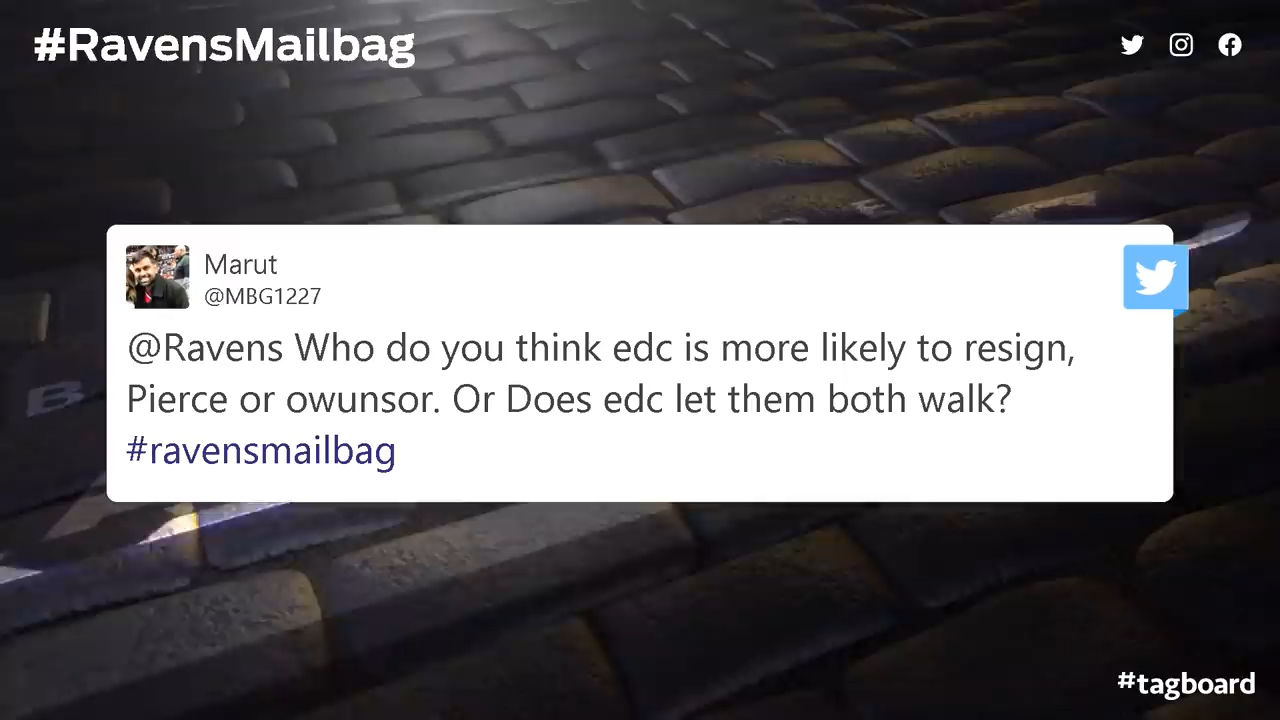 #RavensMailbag
Marut
@MBG1227
@Ravens Who do you think edc is more likely to resign,
Pierce or owunsor. Or Does edc let them both walk?
#ravensmailbag
B
#tagboard